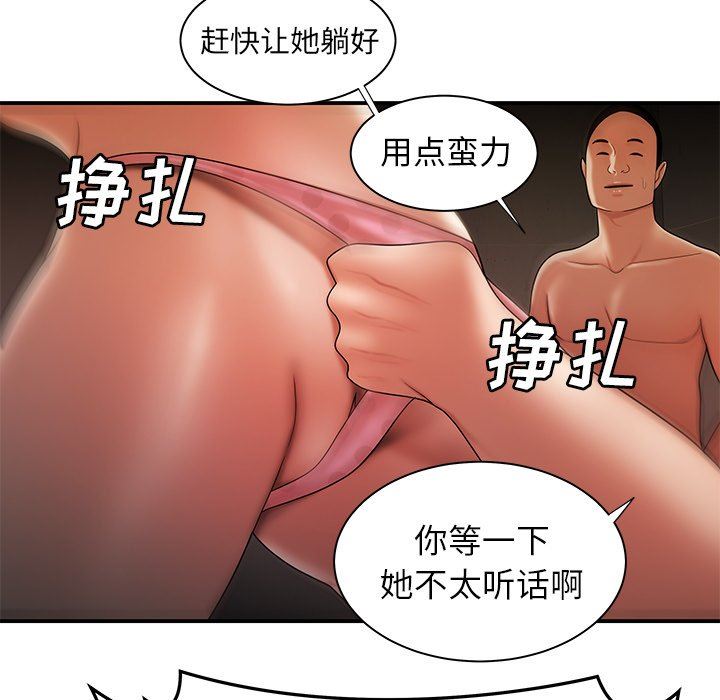 赶快让她躺好
用点蛮力
挣扎
挣扎
你等一下
她不太听话啊